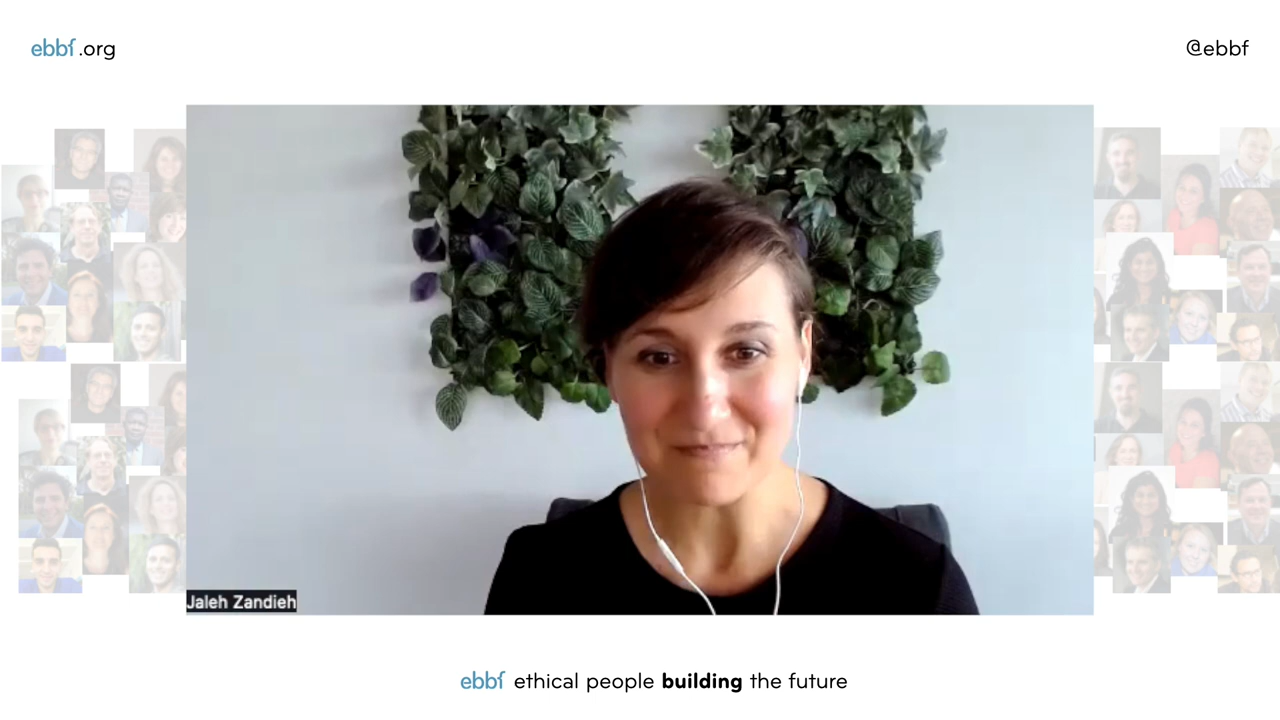 ebbf.org
@ebbf
Jaleh Zandieh
ebbf ethical people building the future